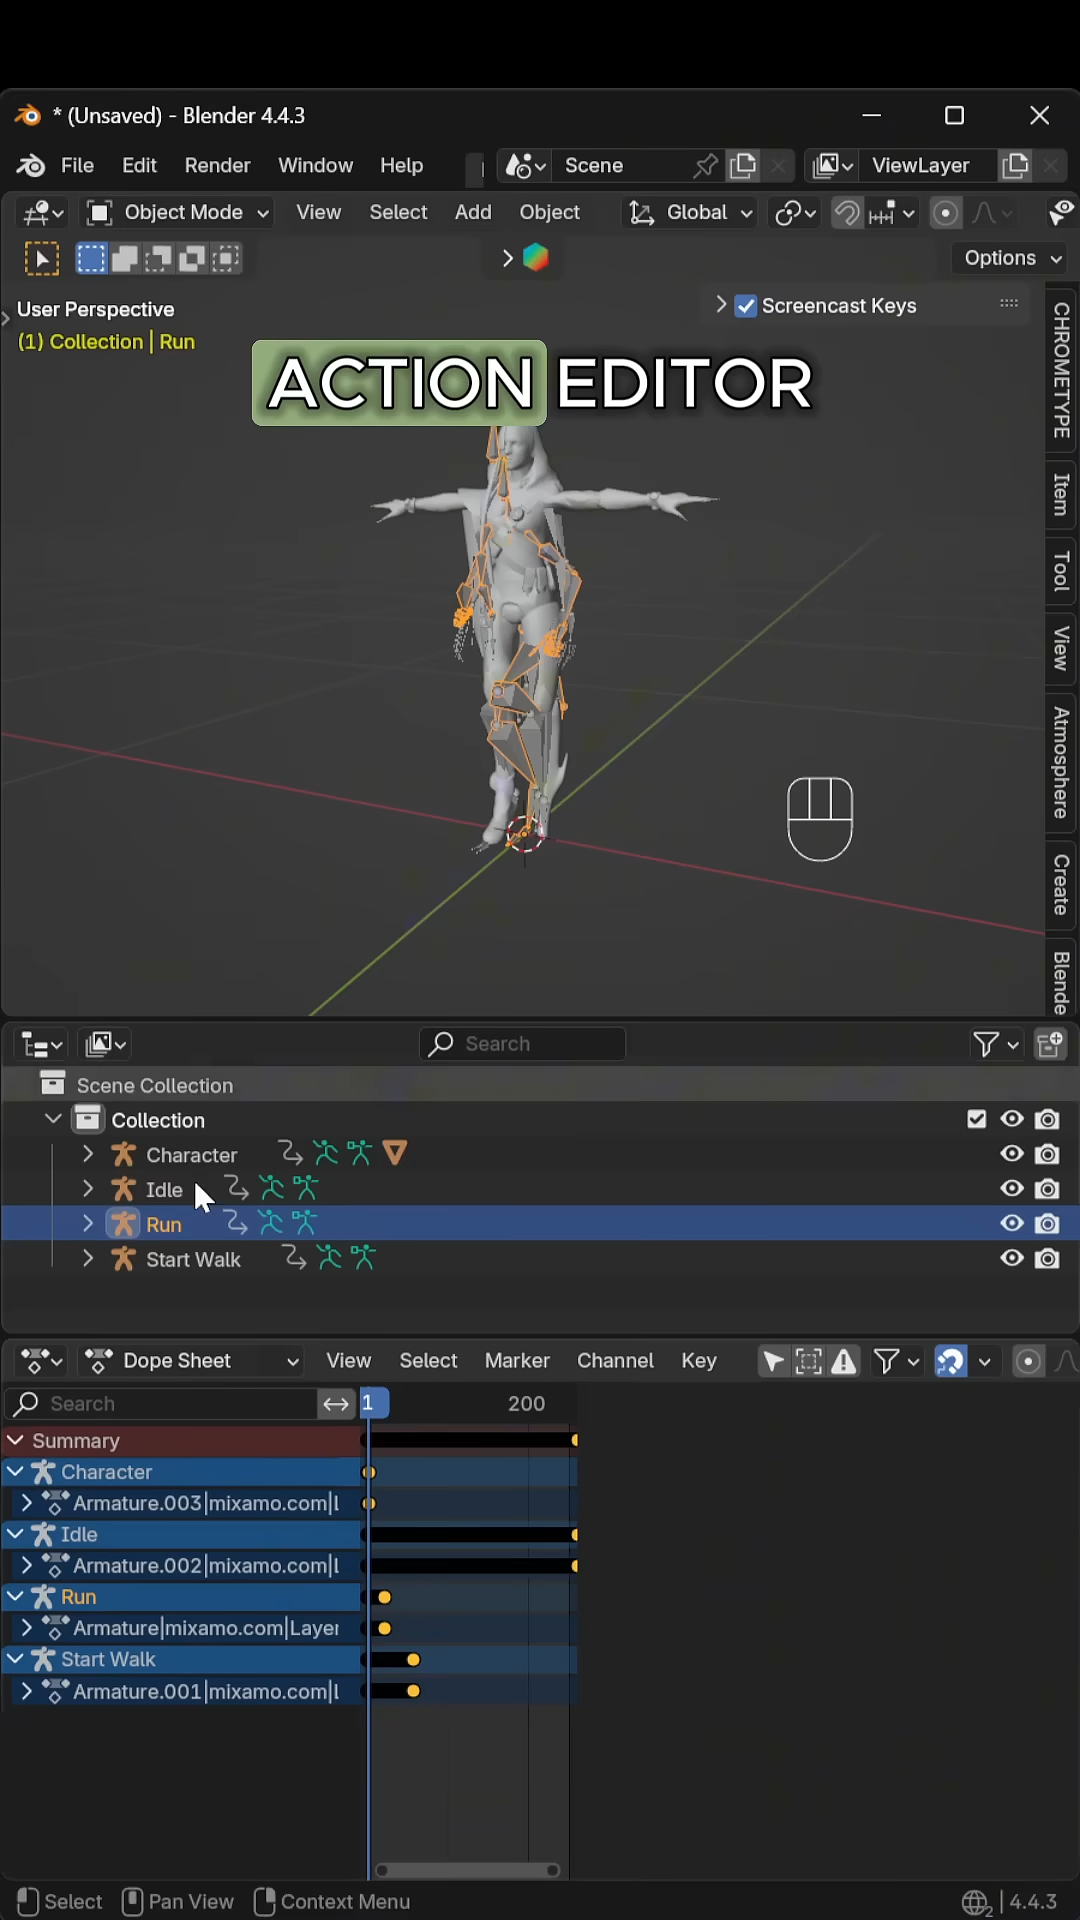 * (Unsaved) - Blender 4.4.3
File Edit Render Window Help Scene ViewLayer
Object Mode View Select Add Object Global
Options
User Perspective
(1) Collection | Run
Screencast Keys
ACTION EDITOR
CHROMETYPE
Item
Tool
View
Atmosphere
Create
Blende
Search
Scene Collection
Collection
Character
Idle
Run
Start Walk
Dope Sheet View Select Marker Channel Key
Search 1 200
Summary
Character
Armature.003|mixamo.com|l
Idle
Armature.002|mixamo.com|l
Run
Armature|mixamo.com|Layer
Start Walk
Armature.001|mixamo.com|l
Select Pan View Context Menu 2 | 4.4.3